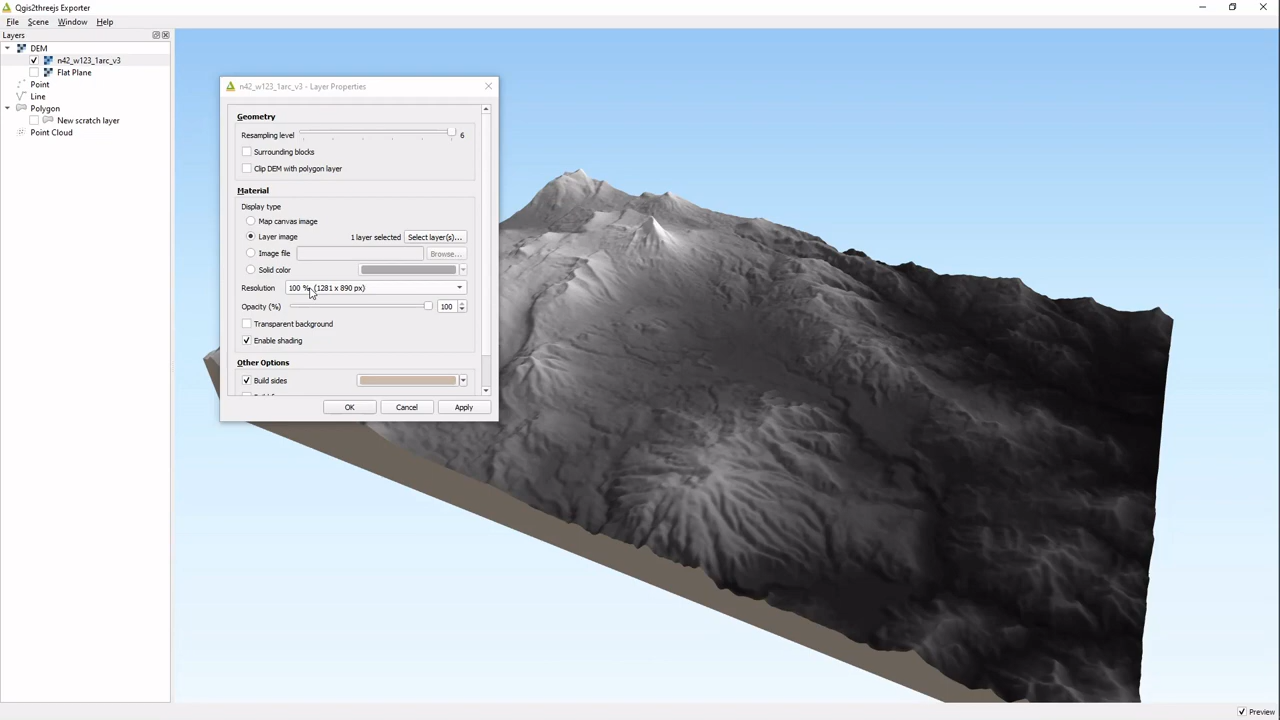 Qgis2threejs Exporter
File Scene Window Help
Layers
DEM
n42_w123_1arc_v3
Flat Plane
Point
Line
Polygon
New scratch layer
Point Cloud
n42_w123_1arc_v3 - Layer Properties
Geometry
Resampling level 6
Surrounding blocks
Clip DEM with polygon layer
Material
Display type
Map canvas image
Layer image 1 layer selected Select layer(s)...
Image file Browse...
Solid color
Resolution 100 % (1281 x 890 px)
Opacity (%) 100
Transparent background
Enable shading
Other Options
Build sides
OK Cancel Apply
Preview